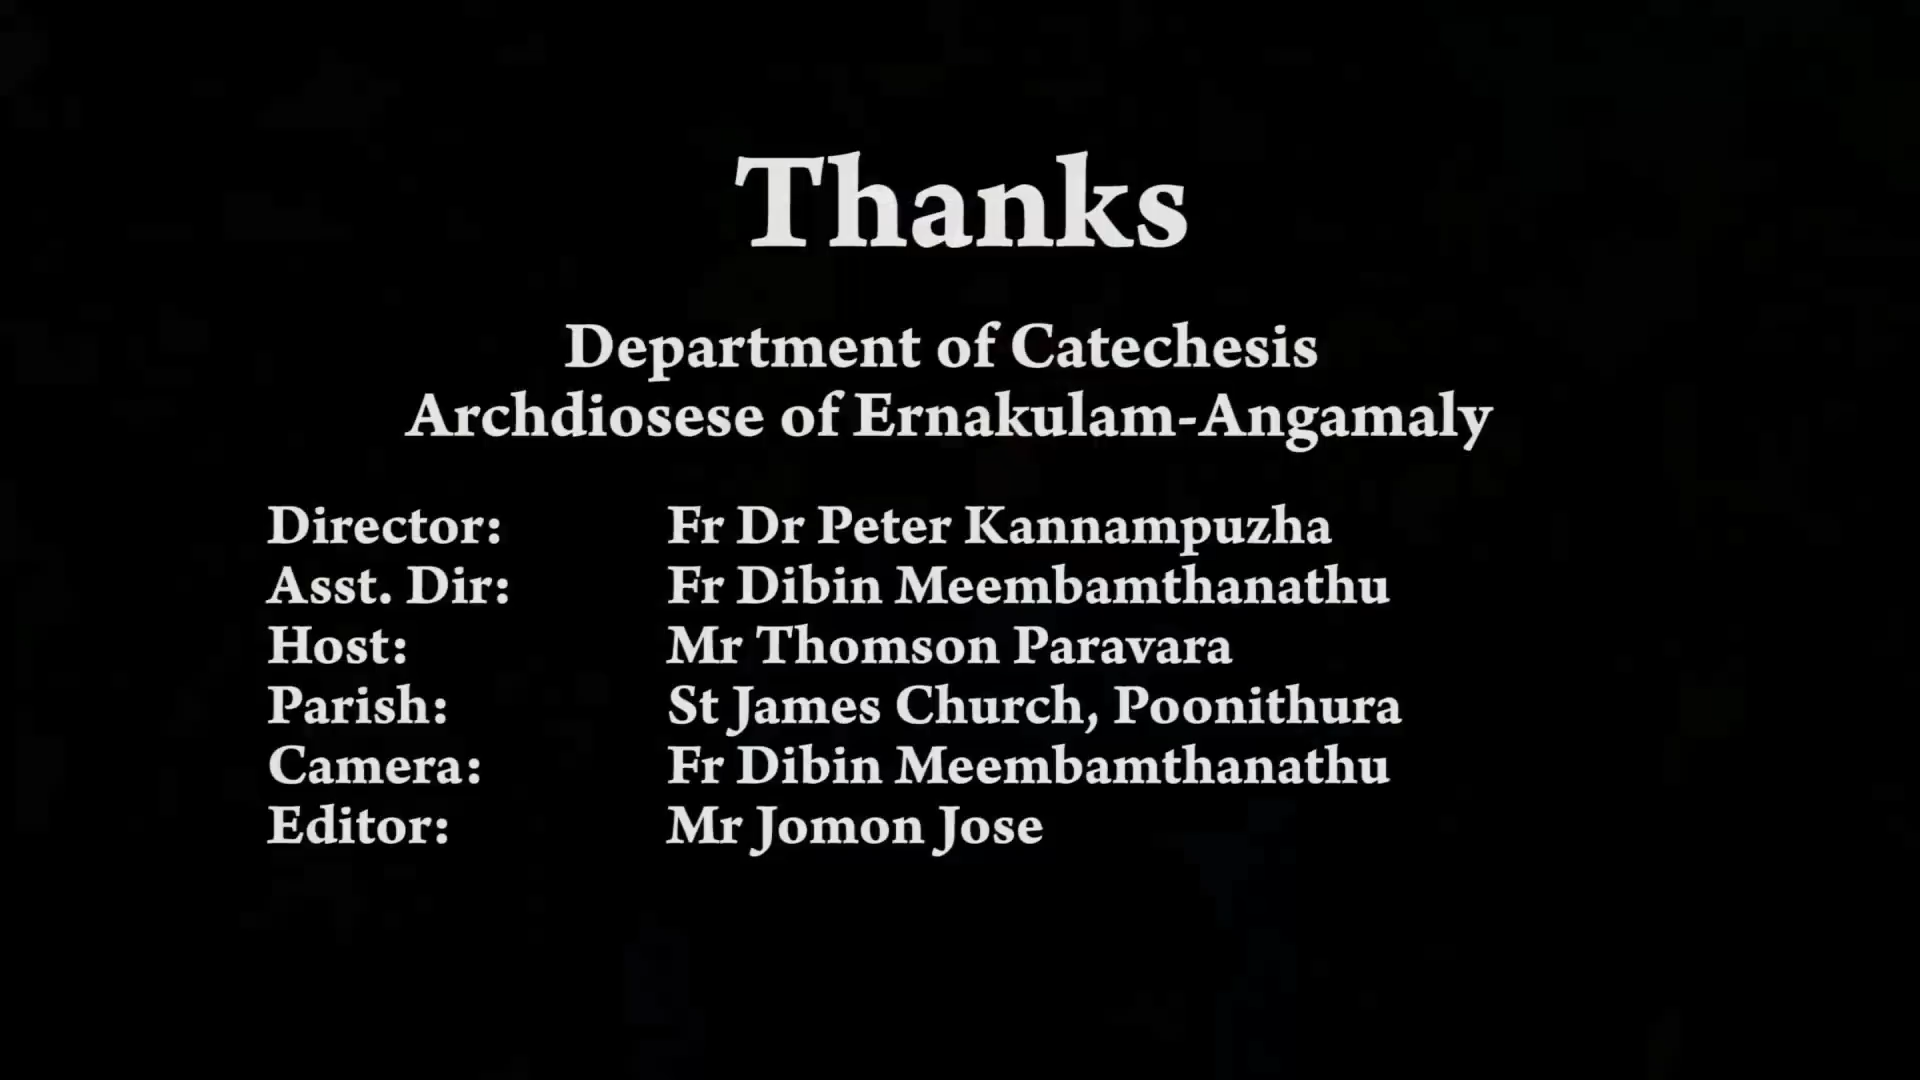 Thanks
Department of Catechesis
Archdiosese of Ernakulam-Angamaly
Director: Fr Dr Peter Kannampuzha
Asst. Dir: Fr Dibin Meembamthanathu
Host: Mr Thomson Paravara
Parish: St James Church, Poonithura
Camera: Fr Dibin Meembamthanathu
Editor: Mr Jomon Jose